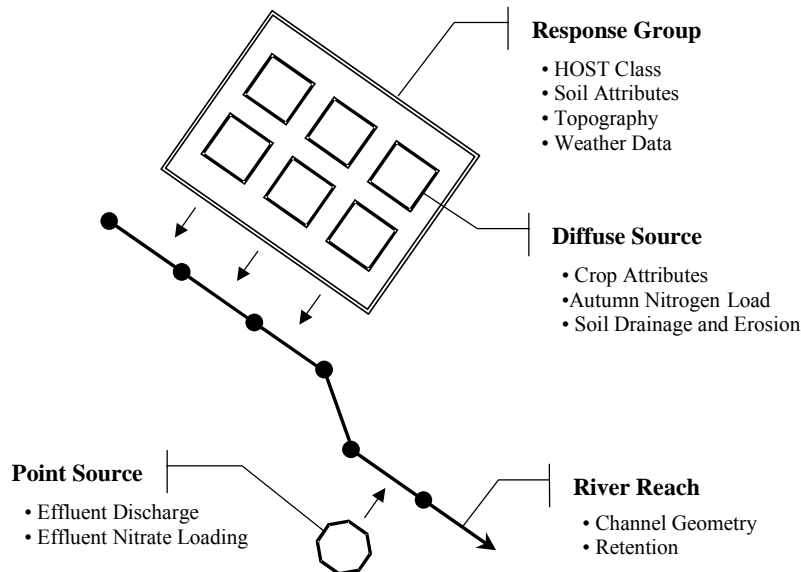 Response Group
• HOST Class
• Soil Attributes
• Topography
• Weather Data
Diffuse Source
• Crop Attributes
•Autumn Nitrogen Load
• Soil Drainage and Erosion
Point Source
• Effluent Discharge
• Effluent Nitrate Loading
River Reach
• Channel Geometry
• Retention